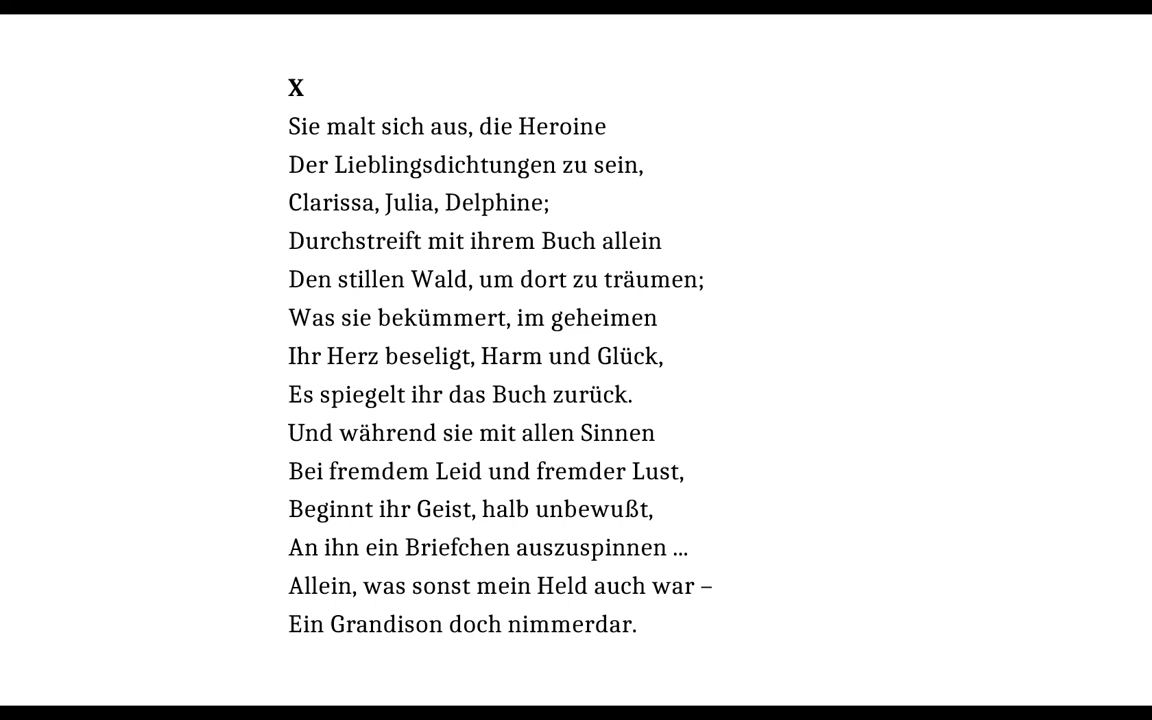 X
Sie malt sich aus, die Heroine
Der Lieblingsdichtungen zu sein,
Clarissa, Julia, Delphine;
Durchstreift mit ihrem Buch allein
Den stillen Wald, um dort zu träumen;
Was sie bekümmert, im geheimen
Ihr Herz beseligt, Harm und Glück,
Es spiegelt ihr das Buch zurück.
Und während sie mit allen Sinnen
Bei fremdem Leid und fremder Lust,
Beginnt ihr Geist, halb unbewußt,
An ihn ein Briefchen auszuspinnen ...
Allein, was sonst mein Held auch war –
Ein Grandison doch nimmerdar.